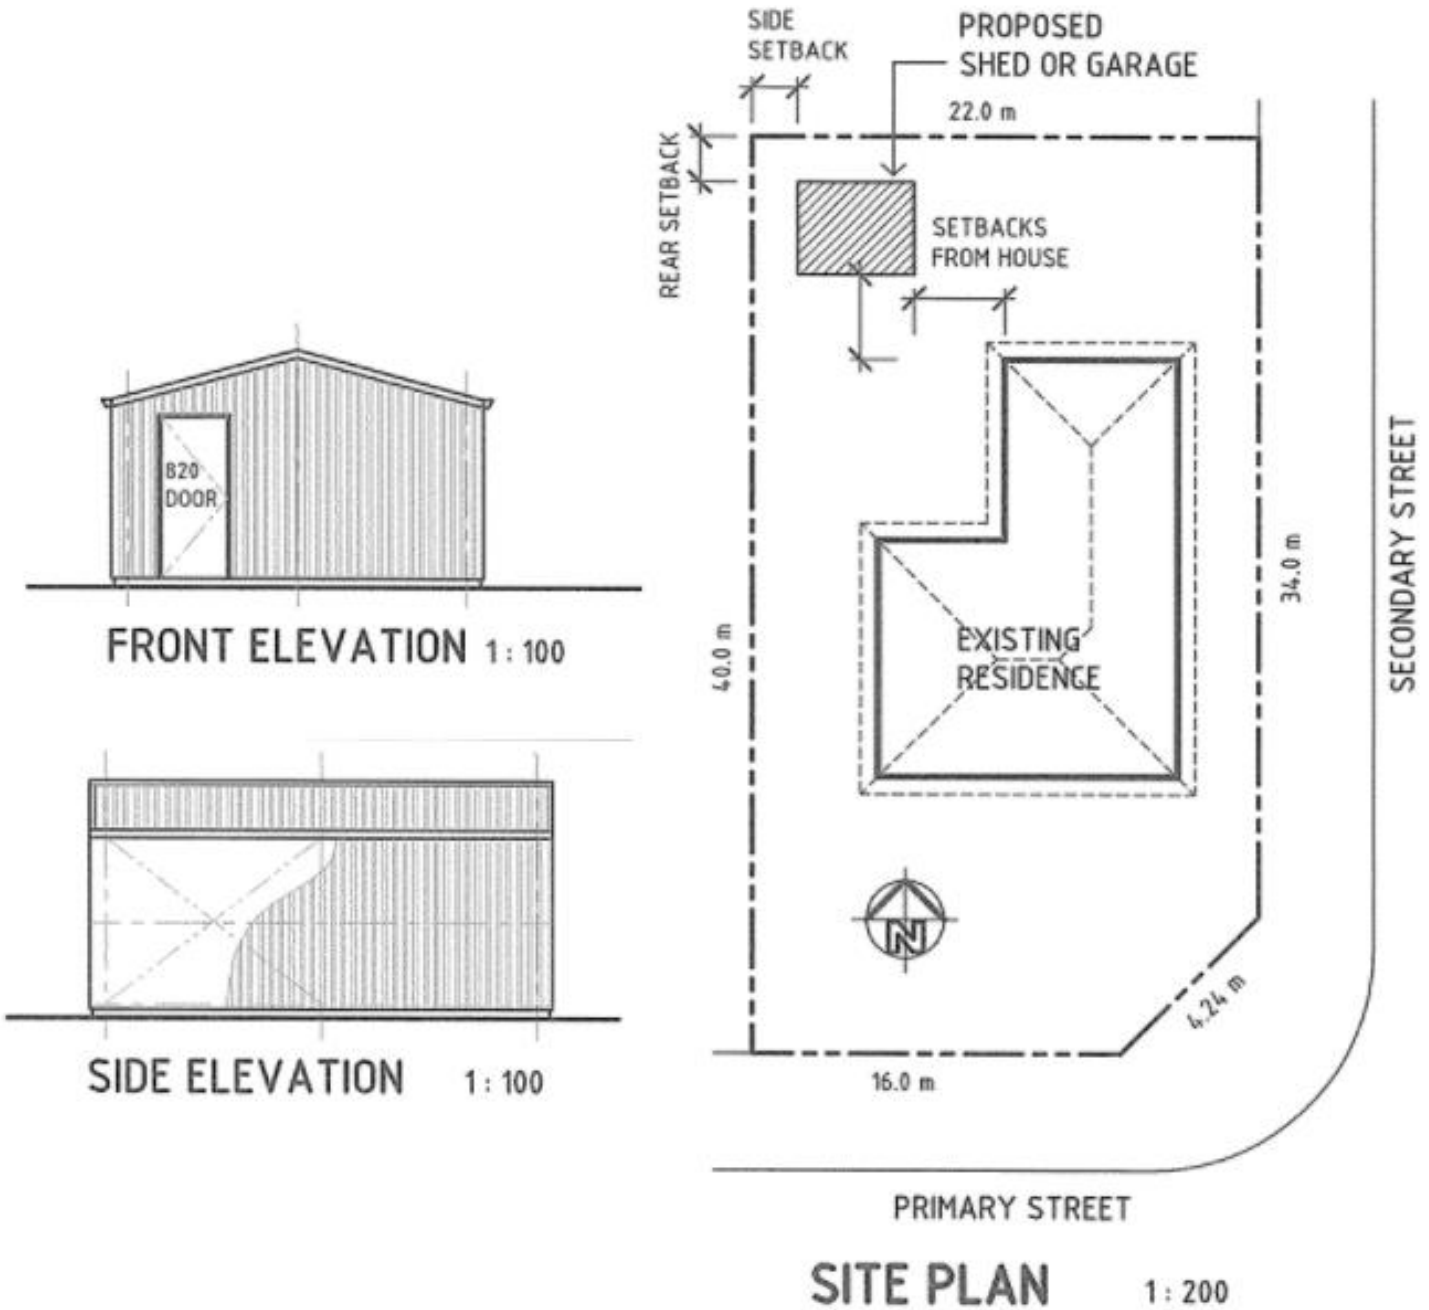 SIDE
SETBACK
PROPOSED
SHED OR GARAGE
22.0 m
REAR SETBACK
SETBACKS
FROM HOUSE
820
DOOR
FRONT ELEVATION 1 : 100
SIDE ELEVATION 1 : 100
40.0 m
EXISTING
RESIDENCE
34.0 m
SECONDARY STREET
N
4.24 m
16.0 m
PRIMARY STREET
SITE PLAN 1 : 200